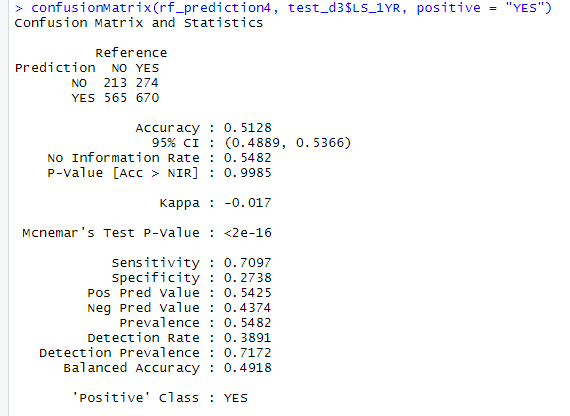 > confusionMatrix(rf_prediction4, test_d3$LS_1YR, positive = "YES")
Confusion Matrix and Statistics
Reference
Prediction NO YES
NO 213 274
YES 565 670
Accuracy : 0.5128
95% CI : (0.4889, 0.5366)
No Information Rate : 0.5482
P-Value [Acc > NIR] : 0.9985
Kappa : -0.017
Mcnemar's Test P-Value : <2e-16
Sensitivity : 0.7097
Specificity : 0.2738
Pos Pred Value : 0.5425
Neg Pred Value : 0.4374
Prevalence : 0.5482
Detection Rate : 0.3891
Detection Prevalence : 0.7172
Balanced Accuracy : 0.4918
'Positive' Class : YES